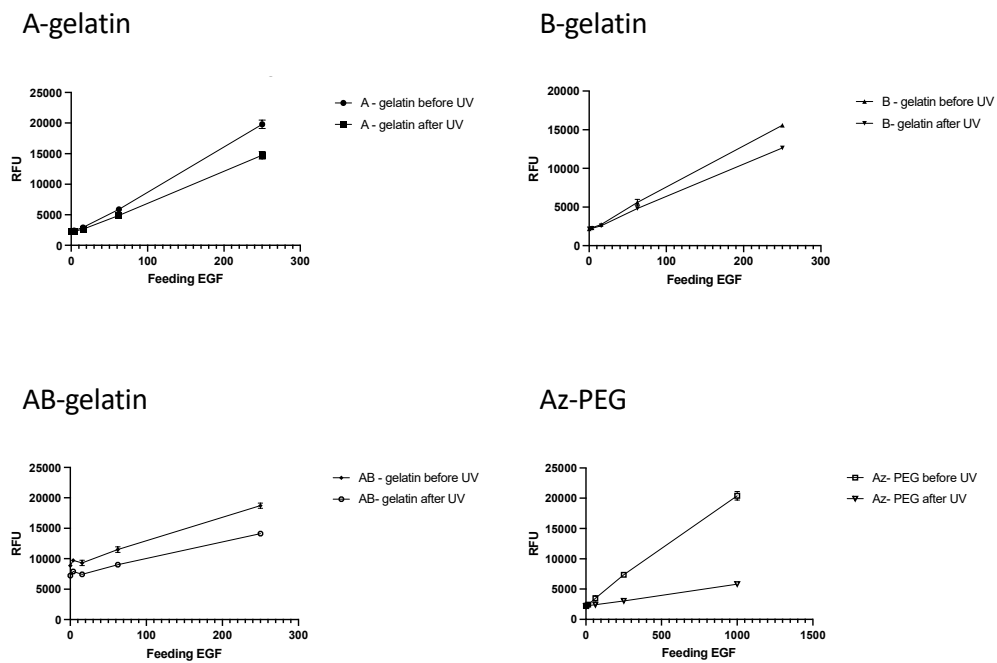 A-gelatin
25000
20000
15000
10000
5000
0
RFU
0 100 200 300
Feeding EGF
A - gelatin before UV
A - gelatin after UV
B-gelatin
20000
15000
10000
5000
0
RFU
0 100 200 300
Feeding EGF
B - gelatin before UV
B- gelatin after UV
AB-gelatin
25000
20000
15000
10000
5000
0
RFU
0 100 200 300
Feeding EGF
AB - gelatin before UV
AB- gelatin after UV
Az-PEG
25000
20000
15000
10000
5000
0
RFU
0 500 1000 1500
Feeding EGF
Az- PEG before UV
Az- PEG after UV